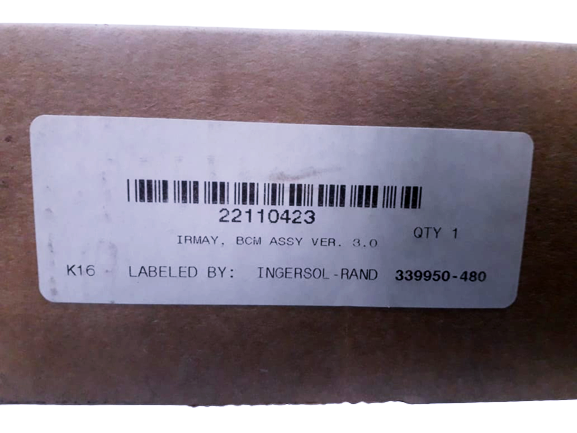 22110423
IRMAY, BCM ASSY VER. 3.0
QTY 1
K16 - LABELED BY: INGERSOL-RAND 339950-480